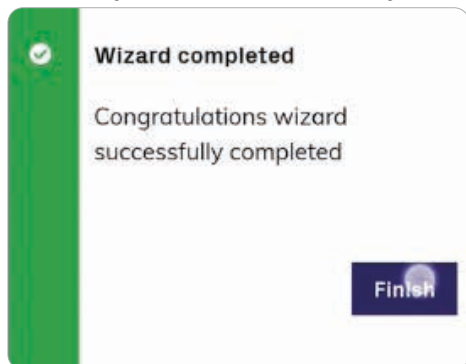 Wizard completed
Congratulations wizard
successfully completed
Finish